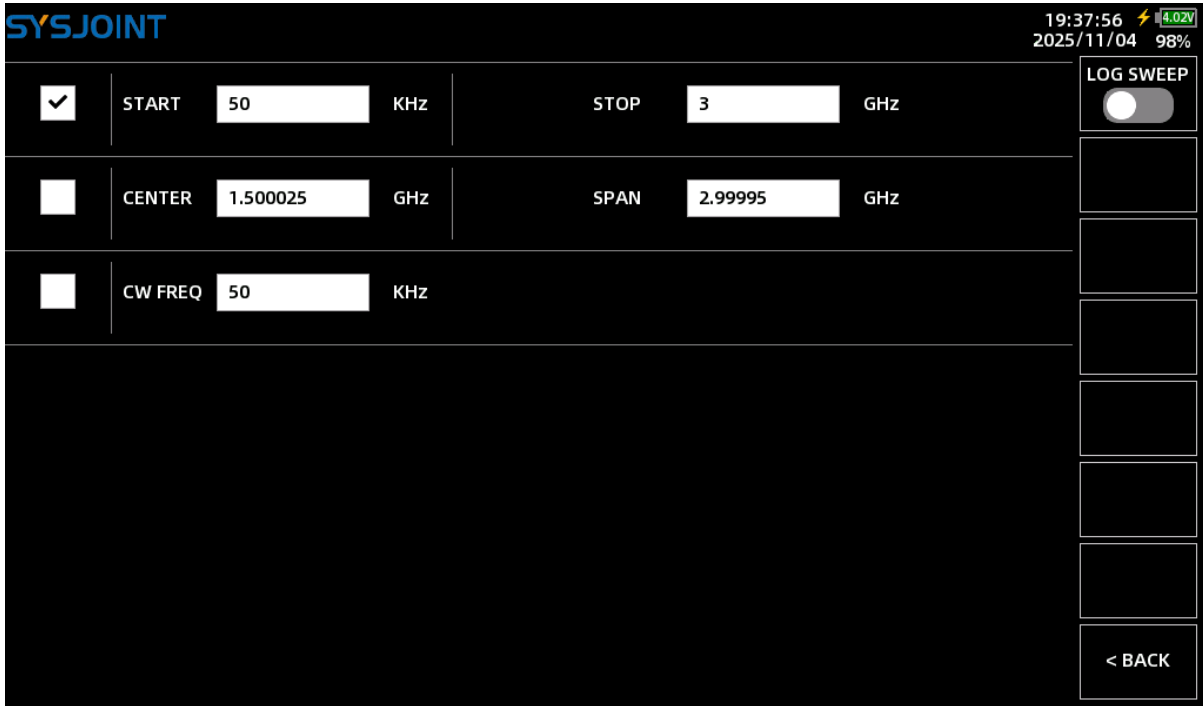 SYSJOINT
19:37:56 4.02V
2025/11/04 98%
LOG SWEEP
START 50 KHz STOP 3 GHz
CENTER 1.500025 GHz SPAN 2.99995 GHz
CW FREQ 50 KHz
< BACK